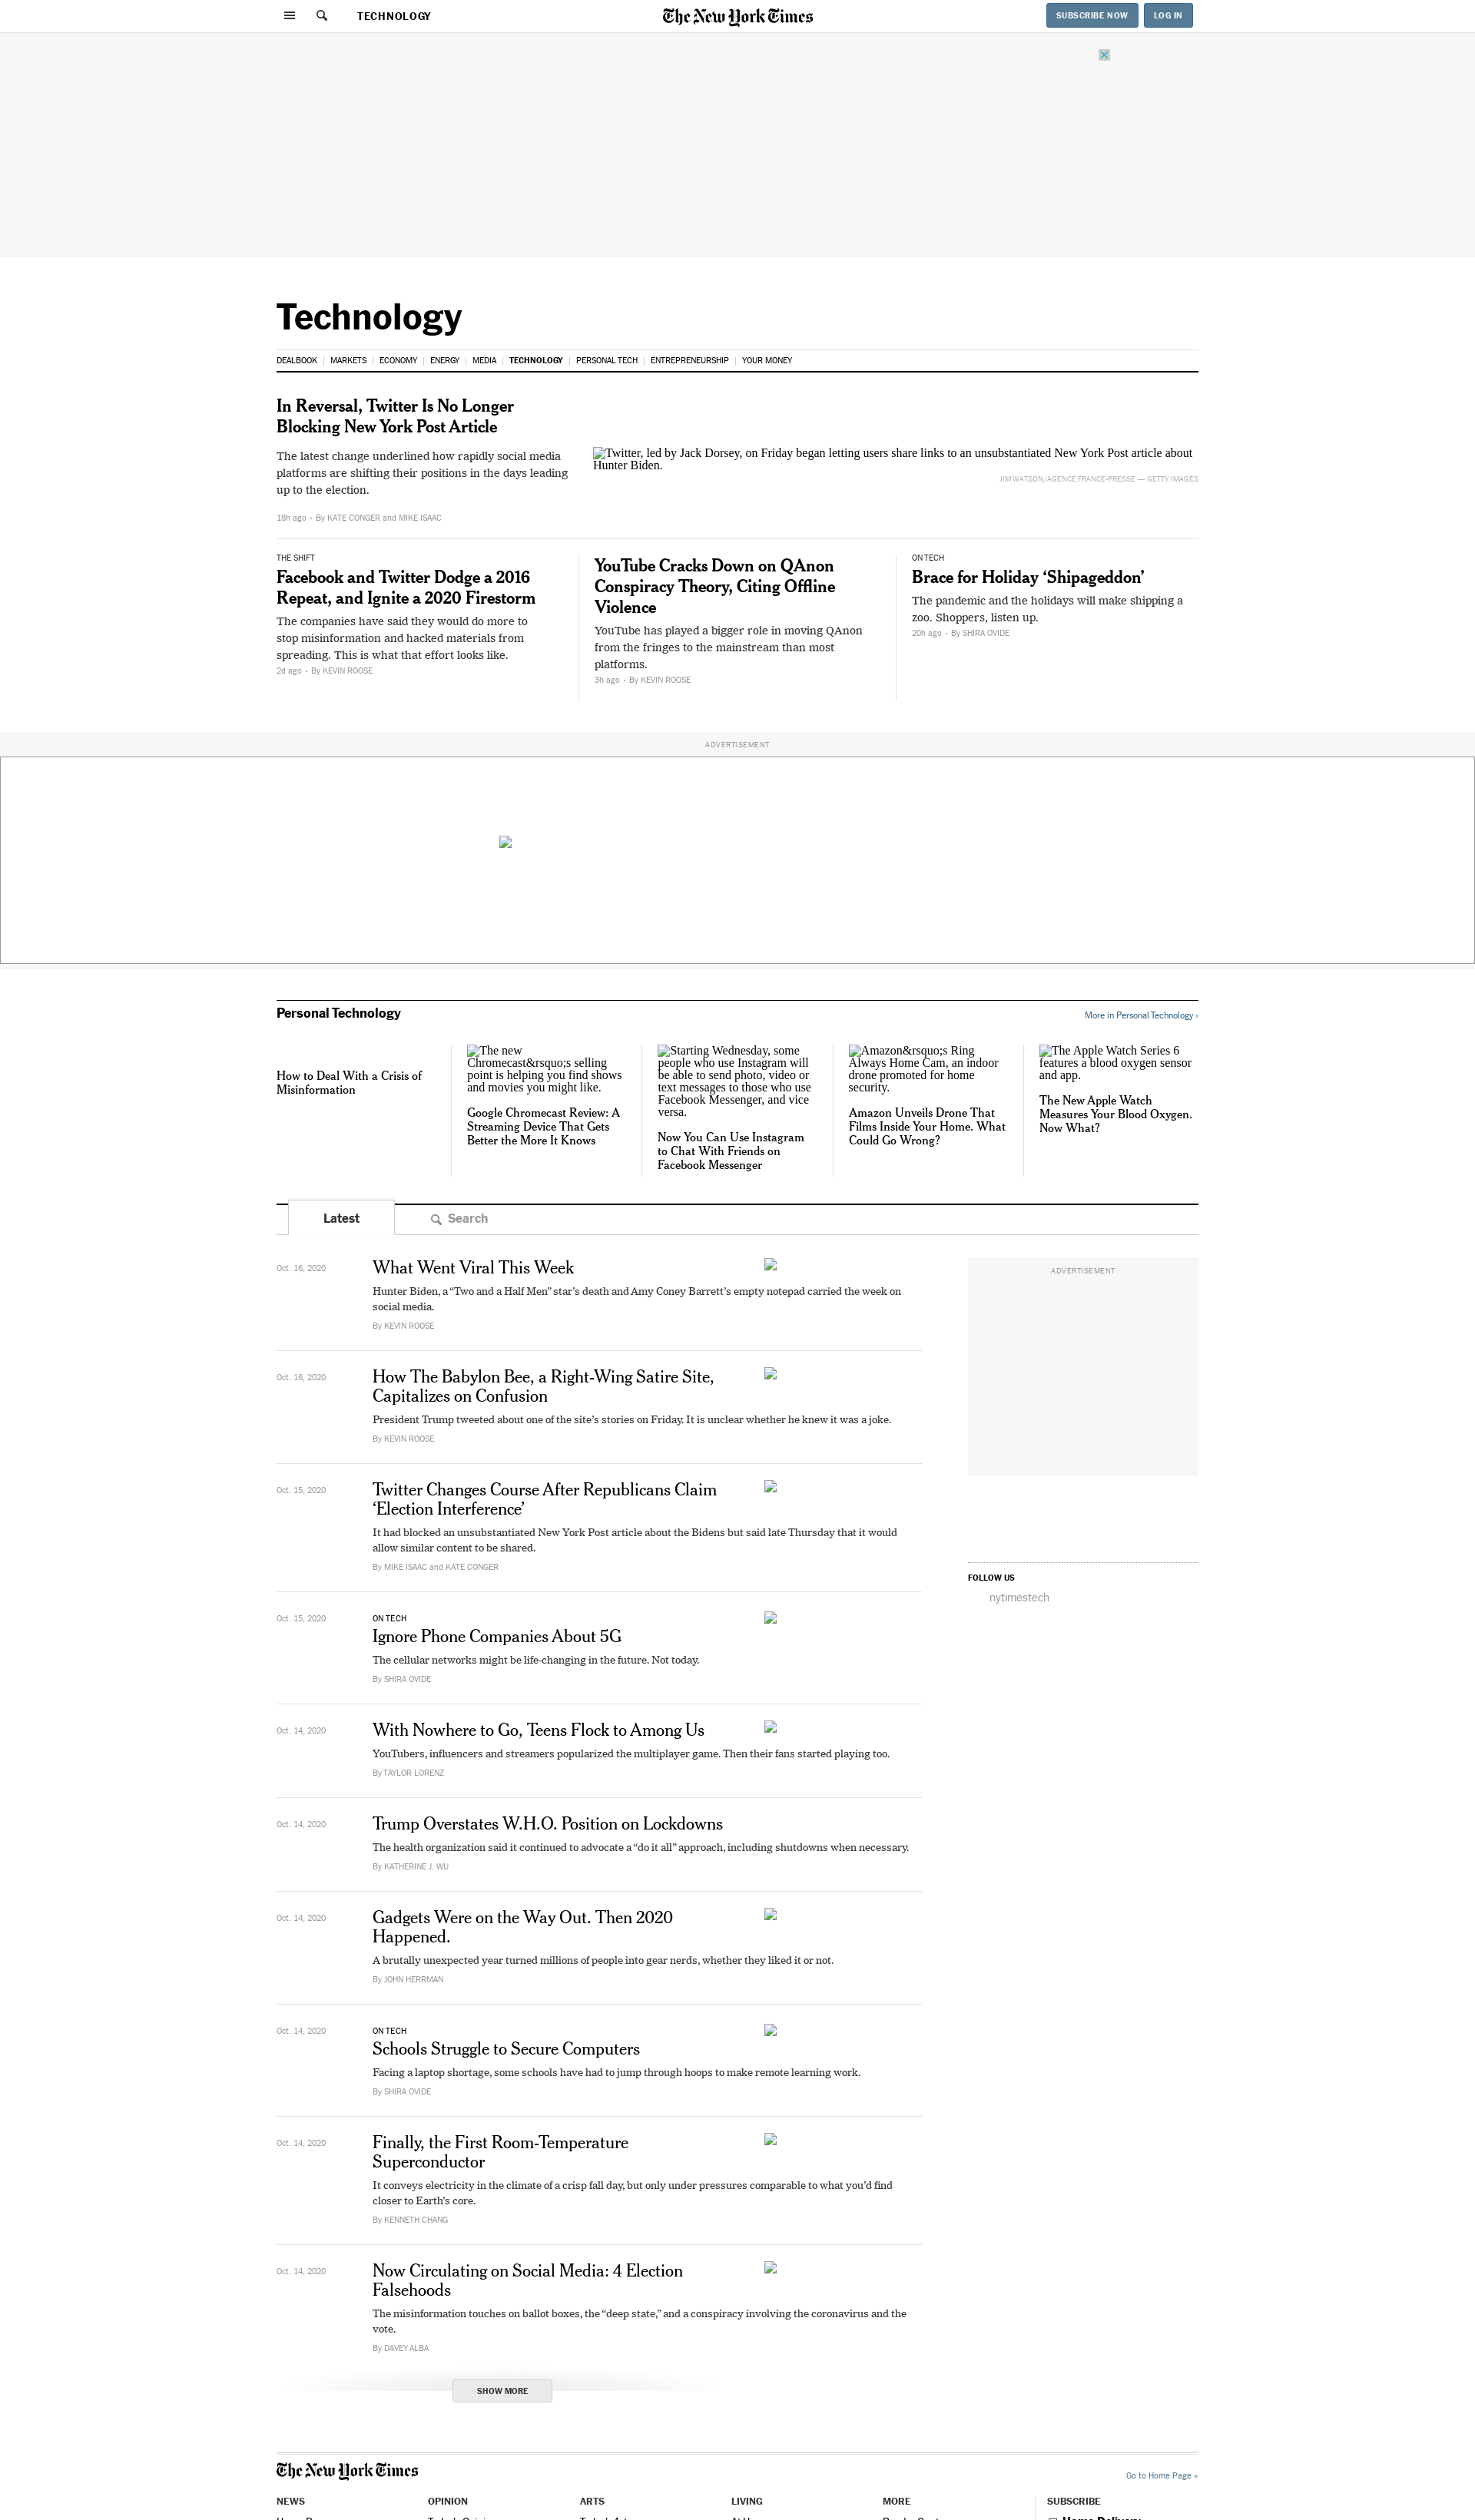 TECHNOLOGY
The New York Times
SUBSCRIBE NOW
LOG IN
Technology
DEALBOOK
MARKETS
ECONOMY
ENERGY
MEDIA
TECHNOLOGY
PERSONAL TECH
ENTREPRENEURSHIP
YOUR MONEY
In Reversal, Twitter Is No Longer
Blocking New York Post Article
The latest change underlined how rapidly social media
platforms are shifting their positions in the days leading
up to the election.
18h ago • By KATE CONGER and MIKE ISAAC
Twitter, led by Jack Dorsey, on Friday began letting users share links to an unsubstantiated New York Post article about
Hunter Biden.
JIM WATSON/AGENCE FRANCE-PRESSE — GETTY IMAGES
THE SHIFT
Facebook and Twitter Dodge a 2016
Repeat, and Ignite a 2020 Firestorm
The companies have said they would do more to
stop misinformation and hacked materials from
spreading. This is what that effort looks like.
2d ago • By KEVIN ROOSE
YouTube Cracks Down on QAnon
Conspiracy Theory, Citing Offline
Violence
YouTube has played a bigger role in moving QAnon
from the fringes to the mainstream than most
platforms.
3h ago • By KEVIN ROOSE
ON TECH
Brace for Holiday ‘Shipageddon’
The pandemic and the holidays will make shipping a
zoo. Shoppers, listen up.
20h ago • By SHIRA OVIDE
ADVERTISEMENT
Personal Technology
More in Personal Technology ›
How to Deal With a Crisis of
Misinformation
The new
Chromecast&rsquo;s selling
point is helping you find shows
and movies you might like.
Google Chromecast Review: A
Streaming Device That Gets
Better the More It Knows
Starting Wednesday, some
people who use Instagram will
be able to send photo, video or
text messages to those who use
Facebook Messenger, and vice
versa.
Now You Can Use Instagram
to Chat With Friends on
Facebook Messenger
Amazon&rsquo;s Ring
Always Home Cam, an indoor
drone promoted for home
security.
Amazon Unveils Drone That
Films Inside Your Home. What
Could Go Wrong?
The Apple Watch Series 6
features a blood oxygen sensor
and app.
The New Apple Watch
Measures Your Blood Oxygen.
Now What?
Latest
Search
Oct. 16, 2020
What Went Viral This Week
Hunter Biden, a “Two and a Half Men” star’s death and Amy Coney Barrett’s empty notepad carried the week on
social media.
By KEVIN ROOSE
ADVERTISEMENT
Oct. 16, 2020
How The Babylon Bee, a Right-Wing Satire Site,
Capitalizes on Confusion
President Trump tweeted about one of the site’s stories on Friday. It is unclear whether he knew it was a joke.
By KEVIN ROOSE
Oct. 15, 2020
Twitter Changes Course After Republicans Claim
‘Election Interference’
It had blocked an unsubstantiated New York Post article about the Bidens but said late Thursday that it would
allow similar content to be shared.
By MIKE ISAAC and KATE CONGER
FOLLOW US
nytimestech
Oct. 15, 2020
ON TECH
Ignore Phone Companies About 5G
The cellular networks might be life-changing in the future. Not today.
By SHIRA OVIDE
Oct. 14, 2020
With Nowhere to Go, Teens Flock to Among Us
YouTubers, influencers and streamers popularized the multiplayer game. Then their fans started playing too.
By TAYLOR LORENZ
Oct. 14, 2020
Trump Overstates W.H.O. Position on Lockdowns
The health organization said it continued to advocate a “do it all” approach, including shutdowns when necessary.
By KATHERINE J. WU
Oct. 14, 2020
Gadgets Were on the Way Out. Then 2020
Happened.
A brutally unexpected year turned millions of people into gear nerds, whether they liked it or not.
By JOHN HERRMAN
Oct. 14, 2020
ON TECH
Schools Struggle to Secure Computers
Facing a laptop shortage, some schools have had to jump through hoops to make remote learning work.
By SHIRA OVIDE
Oct. 14, 2020
Finally, the First Room-Temperature
Superconductor
It conveys electricity in the climate of a crisp fall day, but only under pressures comparable to what you’d find
closer to Earth’s core.
By KENNETH CHANG
Oct. 14, 2020
Now Circulating on Social Media: 4 Election
Falsehoods
The misinformation touches on ballot boxes, the “deep state,” and a conspiracy involving the coronavirus and the
vote.
By DAVEY ALBA
SHOW MORE
The New York Times
Go to Home Page »
NEWS
OPINION
ARTS
LIVING
MORE
SUBSCRIBE